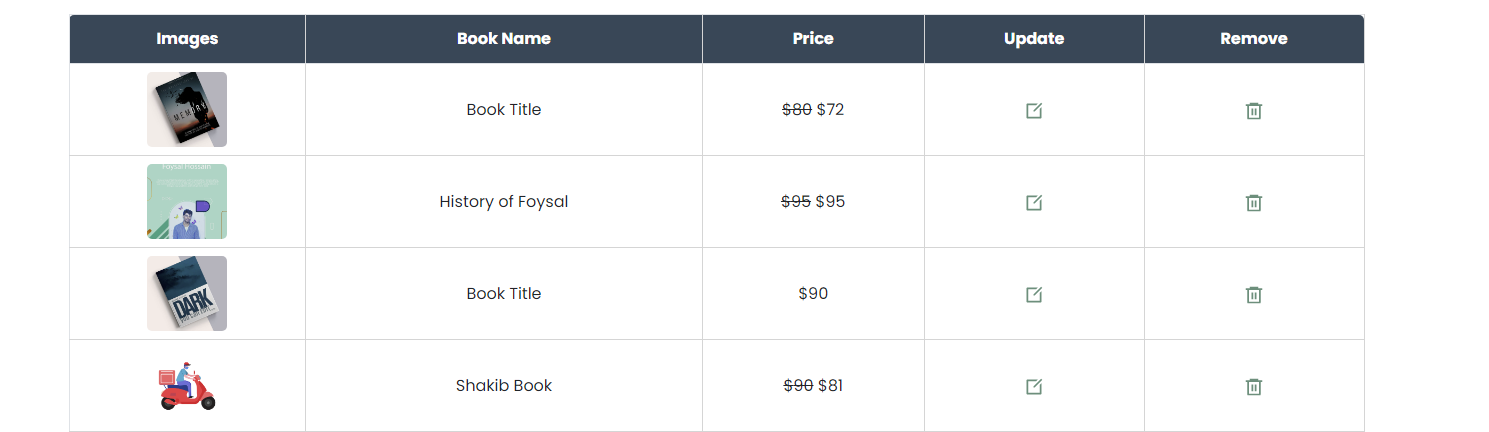 Images Book Name Price Update Remove
MEMORY
Book Title $80 $72
Foysal Hossain
History of Foysal $95 $95
DARK
Book Title $90
Shakib Book $90 $81